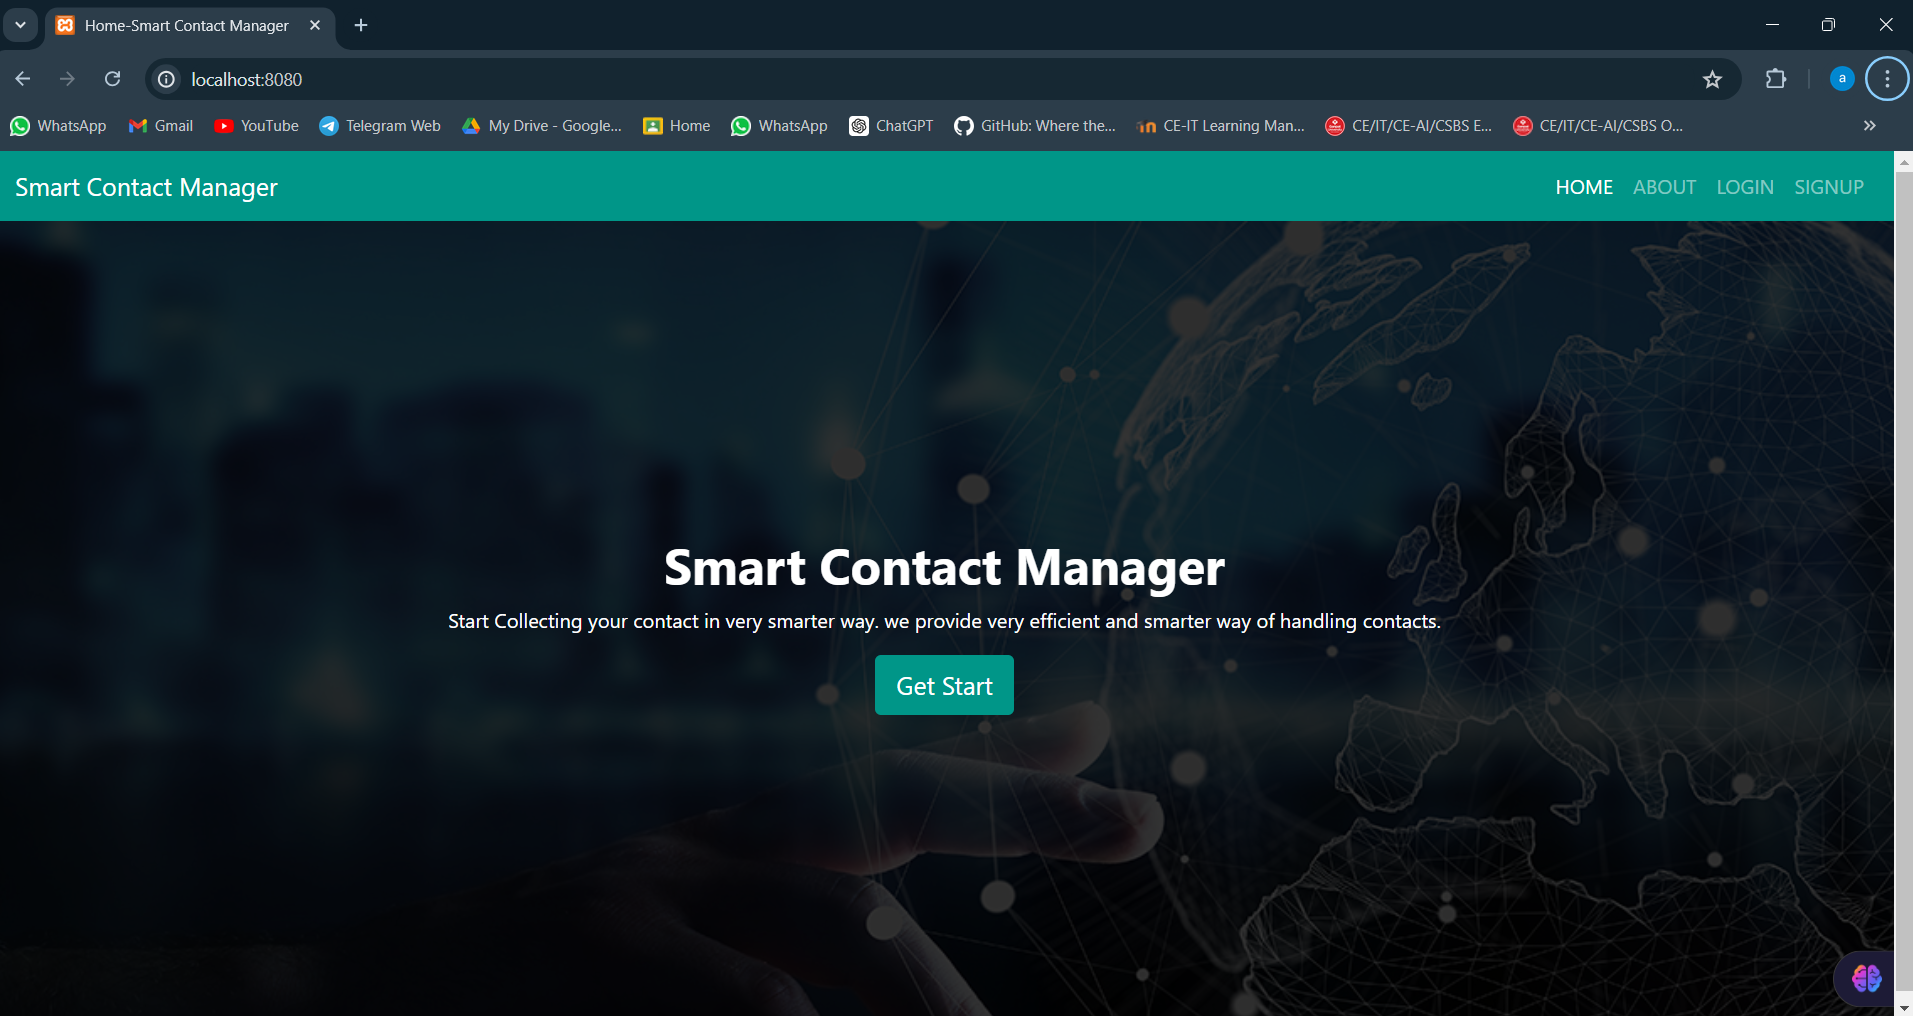 Home-Smart Contact Manager
localhost:8080
a
WhatsApp Gmail YouTube Telegram Web My Drive - Google... Home WhatsApp ChatGPT GitHub: Where the... CE-IT Learning Man... CE/IT/CE-AI/CSBS E... CE/IT/CE-AI/CSBS O...
Smart Contact Manager HOME ABOUT LOGIN SIGNUP
Smart Contact Manager
Start Collecting your contact in very smarter way. we provide very efficient and smarter way of handling contacts.
Get Start